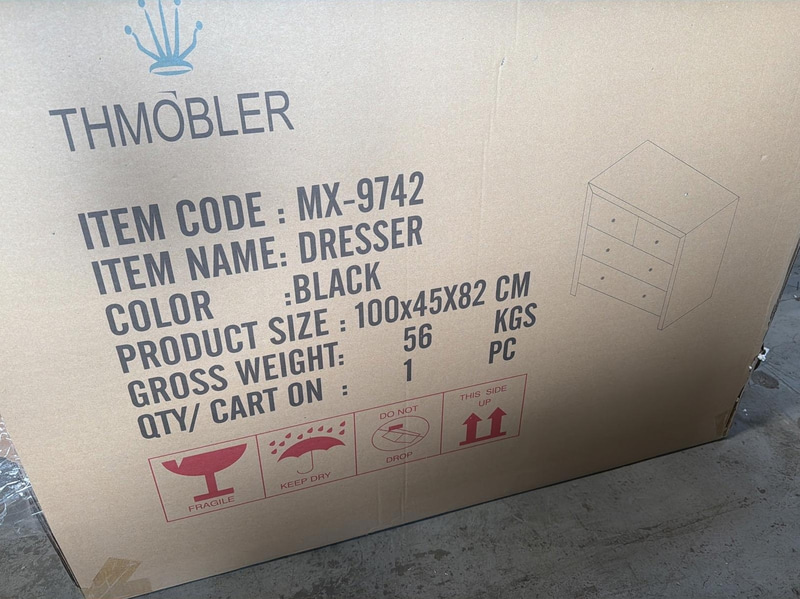 THMÖBLER
ITEM CODE : MX-9742
ITEM NAME: DRESSER
COLOR :BLACK
PRODUCT SIZE : 100x45X82 CM
GROSS WEIGHT: 56 KGS
QTY/ CART ON : 1 PC
FRAGILE
KEEP DRY
DO NOT
DROP
THIS SIDE
UP